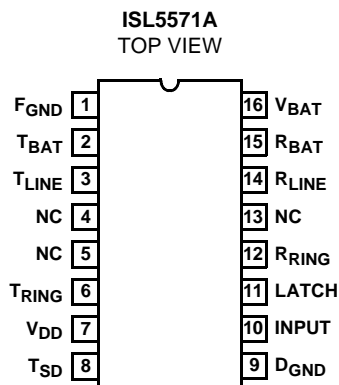 ISL5571A
TOP VIEW
FGND 1 16 VBAT
TBAT 2 15 RBAT
TLINE 3 14 RLINE
NC 4 13 NC
NC 5 12 RRING
TRING 6 11 LATCH
VDD 7 10 INPUT
TSD 8 9 DGND